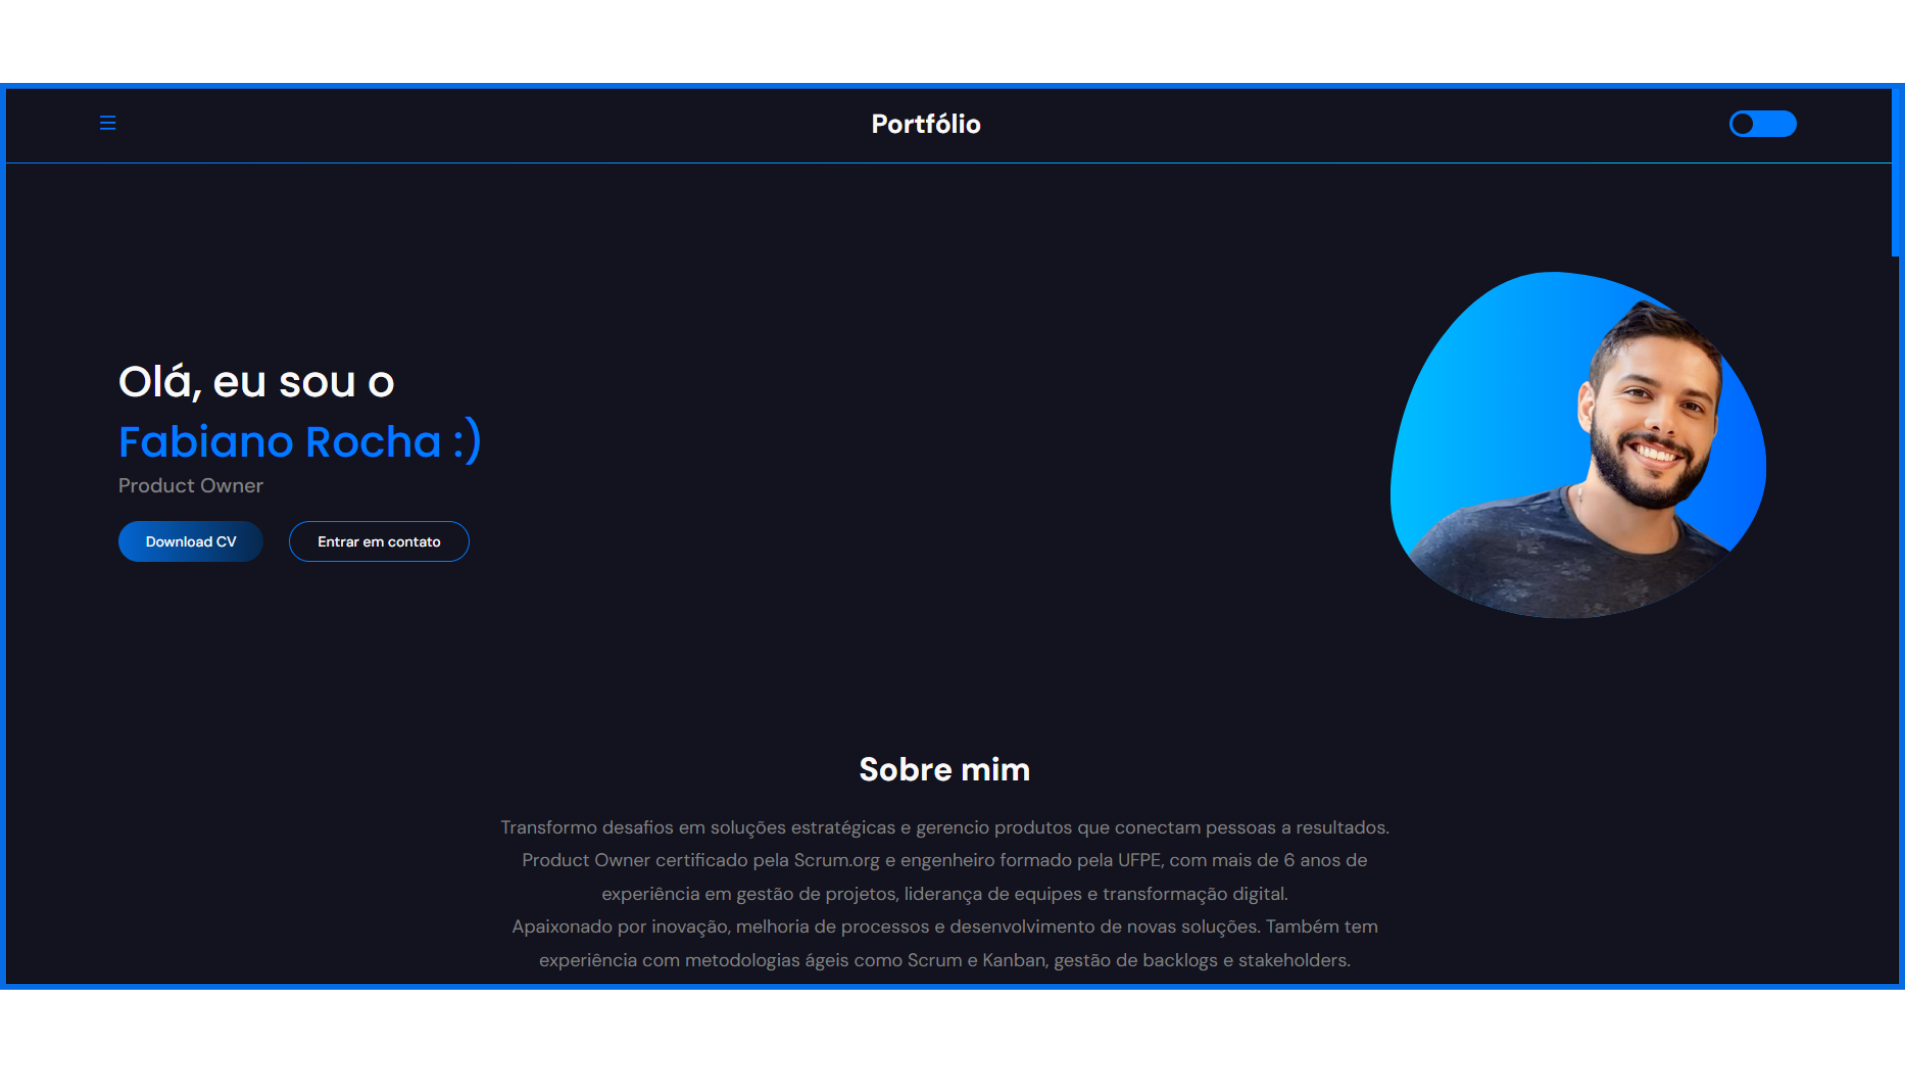 Portfólio
Olá, eu sou o
Fabiano Rocha :)
Product Owner
Download CV
Entrar em contato
Sobre mim
Transformo desafios em soluções estratégicas e gerencio produtos que conectam pessoas a resultados.
Product Owner certificado pela Scrum.org e engenheiro formado pela UFPE, com mais de 6 anos de
experiência em gestão de projetos, liderança de equipes e transformação digital.
Apaixonado por inovação, melhoria de processos e desenvolvimento de novas soluções. Também tem
experiência com metodologias ágeis como Scrum e Kanban, gestão de backlogs e stakeholders.